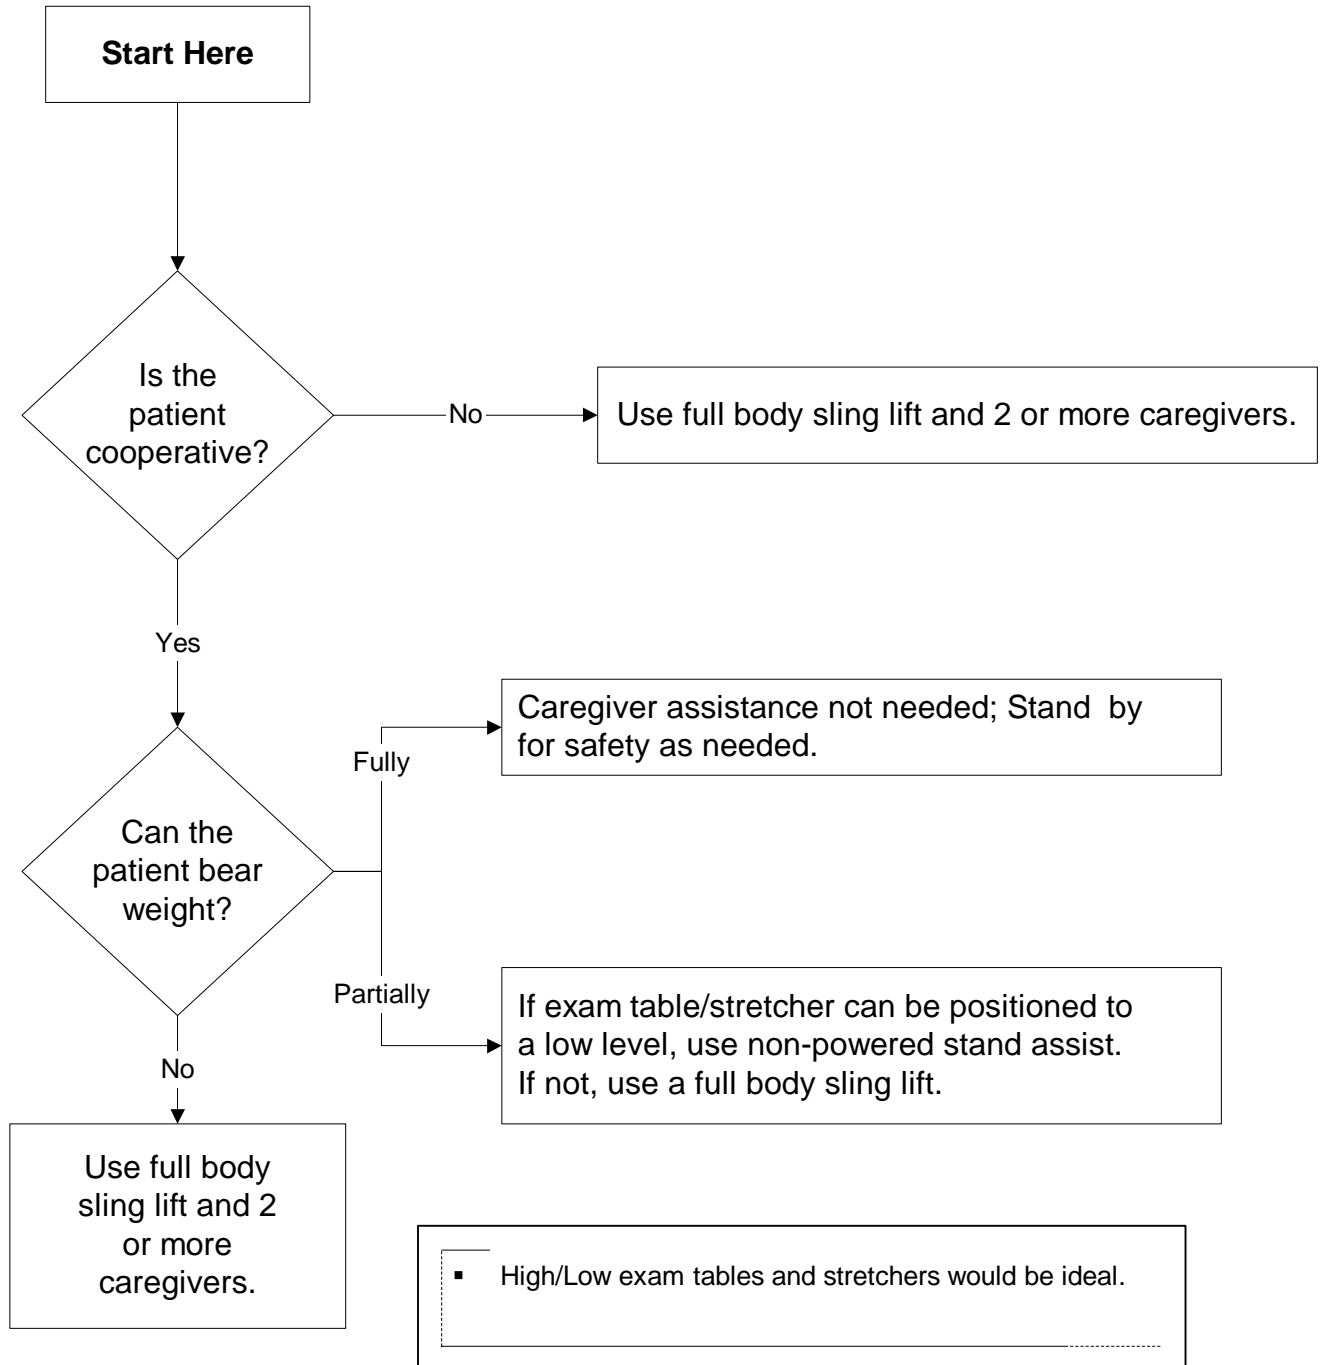 Start Here
Is the
patient
cooperative?
No
Use full body sling lift and 2 or more caregivers.
Yes
Can the
patient bear
weight?
Fully
Caregiver assistance not needed; Stand  by
for safety as needed.
Partially
If exam table/stretcher can be positioned to
a low level, use non-powered stand assist.
If not, use a full body sling lift.
No
Use full body
sling lift and 2
or more
caregivers.
▪ High/Low exam tables and stretchers would be ideal.